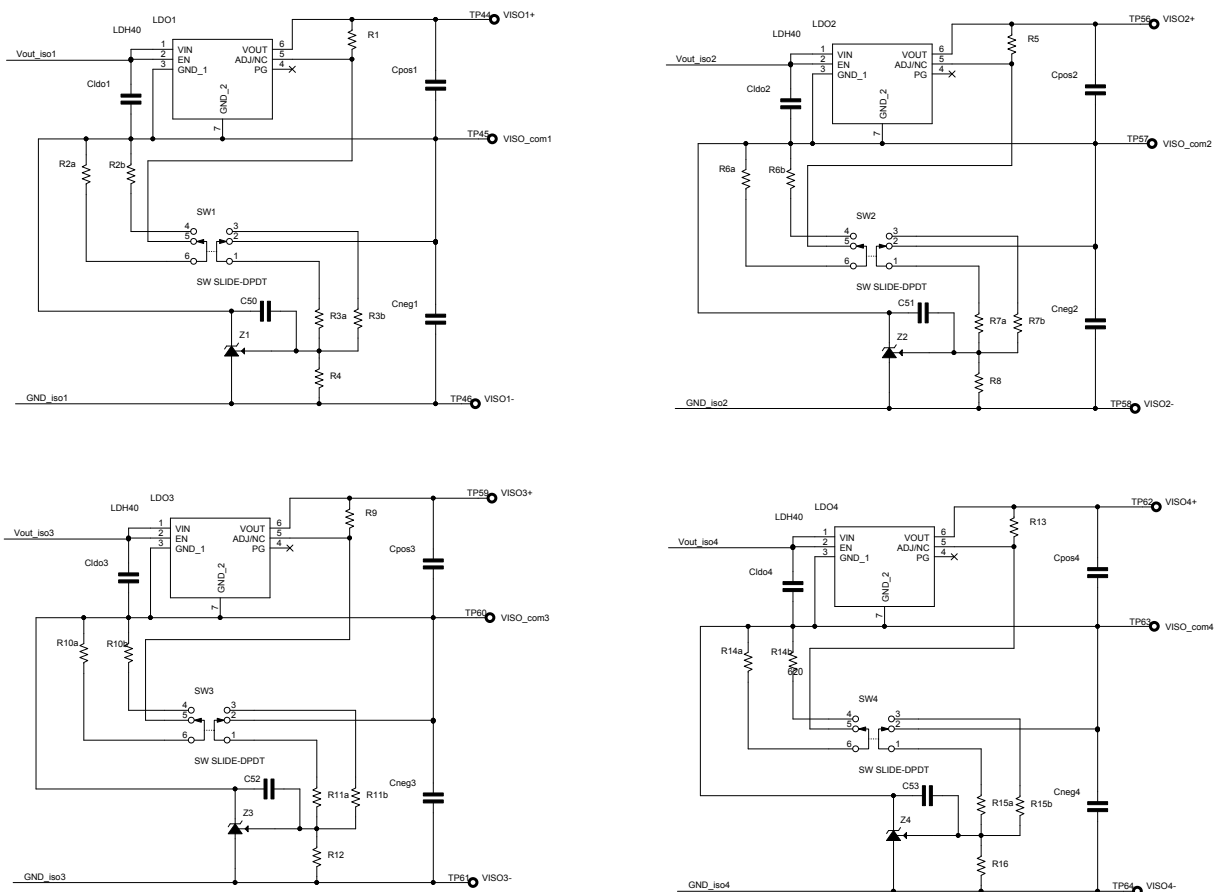 TP44 VISO1+
LDO1
LDH40
R1
Vout_iso1
1 VIN VOUT 6
2 EN ADJ/NC 5
3 GND_1 PG 4
GND_2
7
Cldo1
Cpos1
TP45 VISO_com1
R2a
R2b
SW1
4 3
5 2
6 1
SW SLIDE-DPDT
C50
R3a
R3b
Cneg1
Z1
R4
GND_iso1
TP46 VISO1-
TP56 VISO2+
LDO2
LDH40
R5
Vout_iso2
1 VIN VOUT 6
2 EN ADJ/NC 5
3 GND_1 PG 4
GND_2
7
Cldo2
Cpos2
TP57 VISO_com2
R6a
R6b
SW2
4 3
5 2
6 1
SW SLIDE-DPDT
C51
R7a
R7b
Cneg2
Z2
R8
GND_iso2
TP58 VISO2-
TP59 VISO3+
LDO3
LDH40
R9
Vout_iso3
1 VIN VOUT 6
2 EN ADJ/NC 5
3 GND_1 PG 4
GND_2
7
Cldo3
Cpos3
TP60 VISO_com3
R10a
R10b
SW3
4 3
5 2
6 1
SW SLIDE-DPDT
C52
R11a
R11b
Cneg3
Z3
R12
GND_iso3
TP61 VISO3-
TP62 VISO4+
LDO4
LDH40
R13
Vout_iso4
1 VIN VOUT 6
2 EN ADJ/NC 5
3 GND_1 PG 4
GND_2
7
Cldo4
Cpos4
TP63 VISO_com4
R14a
R14b
620
SW4
4 3
5 2
6 1
SW SLIDE-DPDT
C53
R15a
R15b
Cneg4
Z4
R16
GND_iso4
TP64 VISO4-